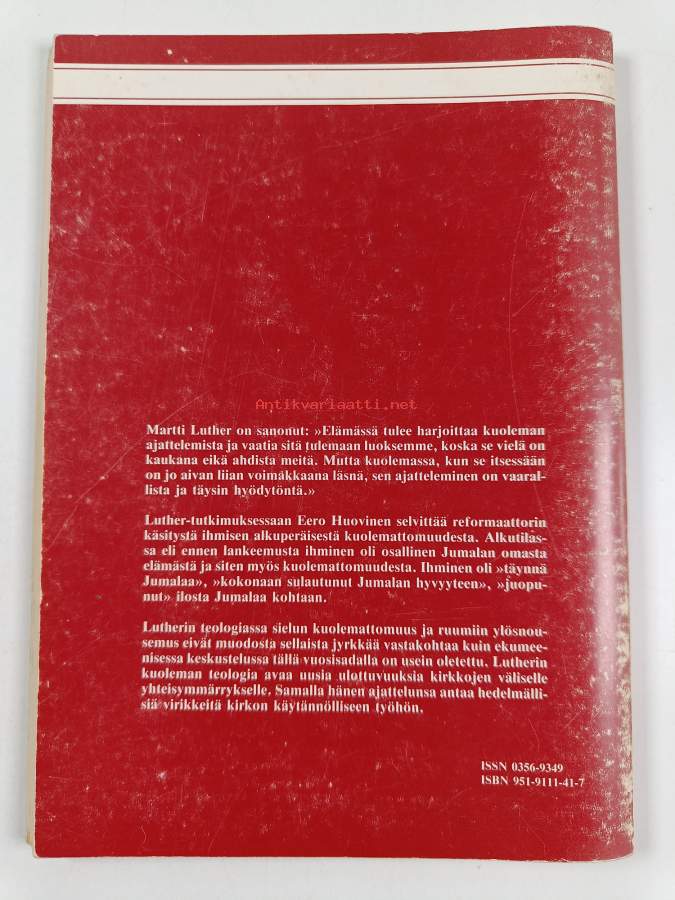 Antikvariaatti.net
Martti Luther on sanonut: »Elämässä tulee harjoittaa kuoleman
ajattelemista ja vaatia sitä tulemaan luoksemme, koska se vielä on
kaukana eikä ahdista meitä. Mutta kuolemassa, kun se itsessään
on jo aivan liian voimakkaana läsnä, sen ajatteleminen on vaaral-
lista ja täysin hyödytöntä.»
Luther-tutkimuksessaan Eero Huovinen selvittää reformaattorin
käsitystä ihmisen alkuperäisestä kuolemattomuudesta. Alkutilas-
sa eli ennen lankeemusta ihminen oli osallinen Jumalan omasta
elämästä ja siten myös kuolemattomuudesta. Ihminen oli »täynnä
Jumalaa», »kokonaan sulautunut Jumalan hyvyyteen», »juopu-
nut» ilosta Jumalaa kohtaan.
Lutherin teologiassa sielun kuolemattomuus ja ruumiin ylösnou-
semus eivät muodosta sellaista jyrkkää vastakohtaa kuin ekumee-
nisessa keskustelussa tällä vuosisadalla on usein oletettu. Lutherin
kuoleman teologia avaa uusia ulottuvuuksia kirkkojen väliselle
yhteisymmärrykselle. Samalla hänen ajattelunsa antaa hedelmälli-
siä virikkeitä kirkon käytännölliseen työhön.
ISSN 0356-9349
ISBN 951-9111-41-7